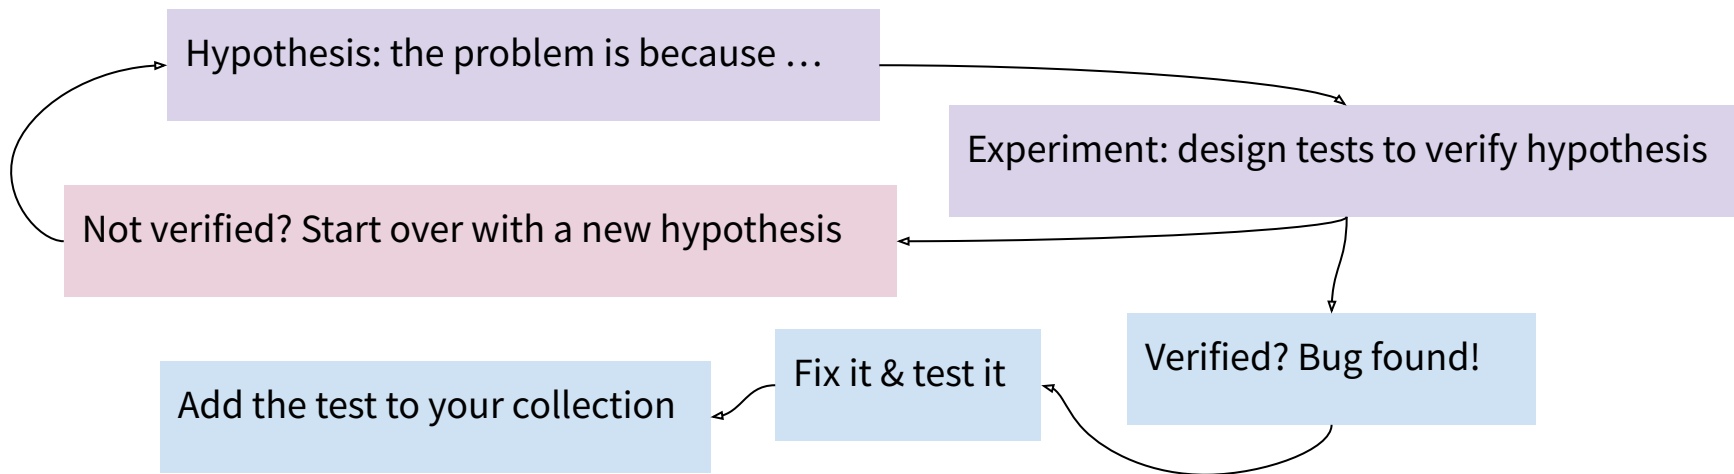 Hypothesis: the problem is because …
Experiment: design tests to verify hypothesis
Not verified? Start over with a new hypothesis
Verified? Bug found!
Fix it & test it
Add the test to your collection